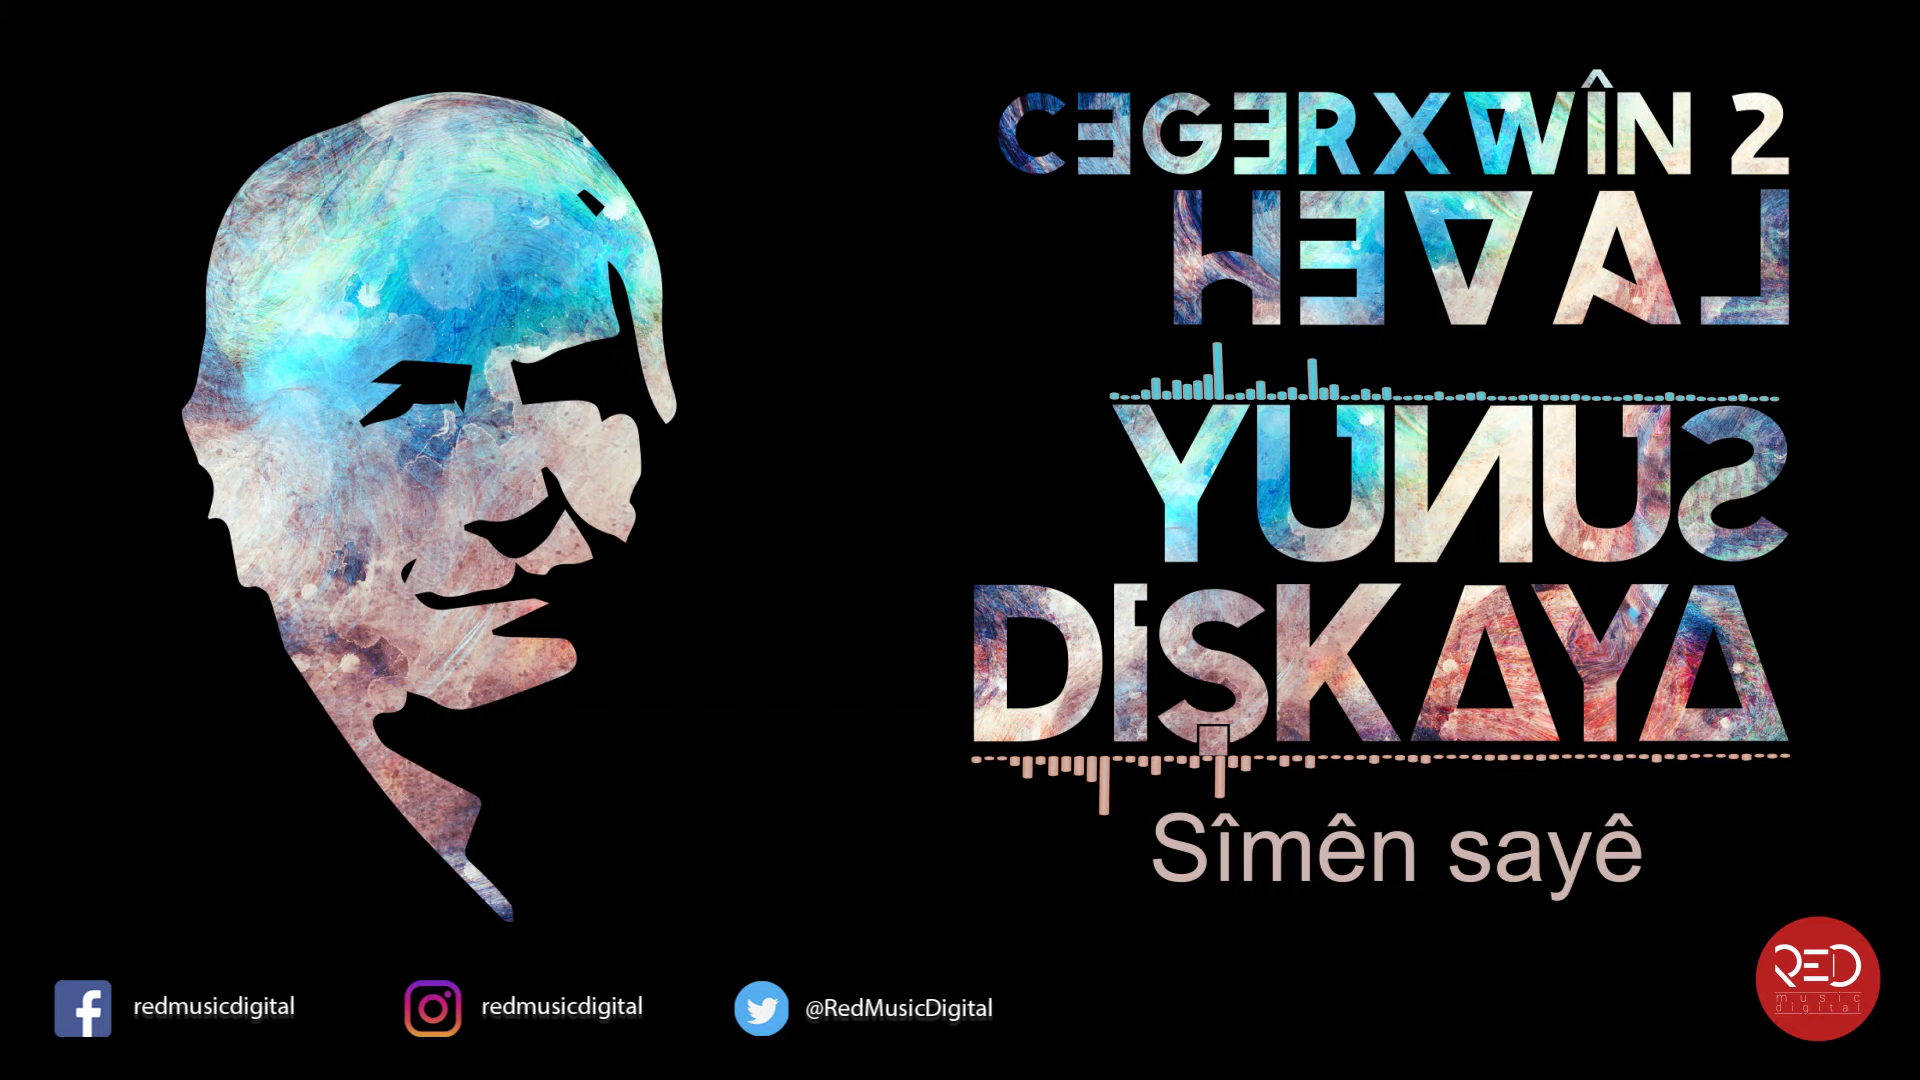 CEGERXWÎN 2
HEVAL
YUNUS
DİŞKAYA
Sîmên sayê
redmusicdigital
redmusicdigital
@RedMusicDigital
RED
music
digital